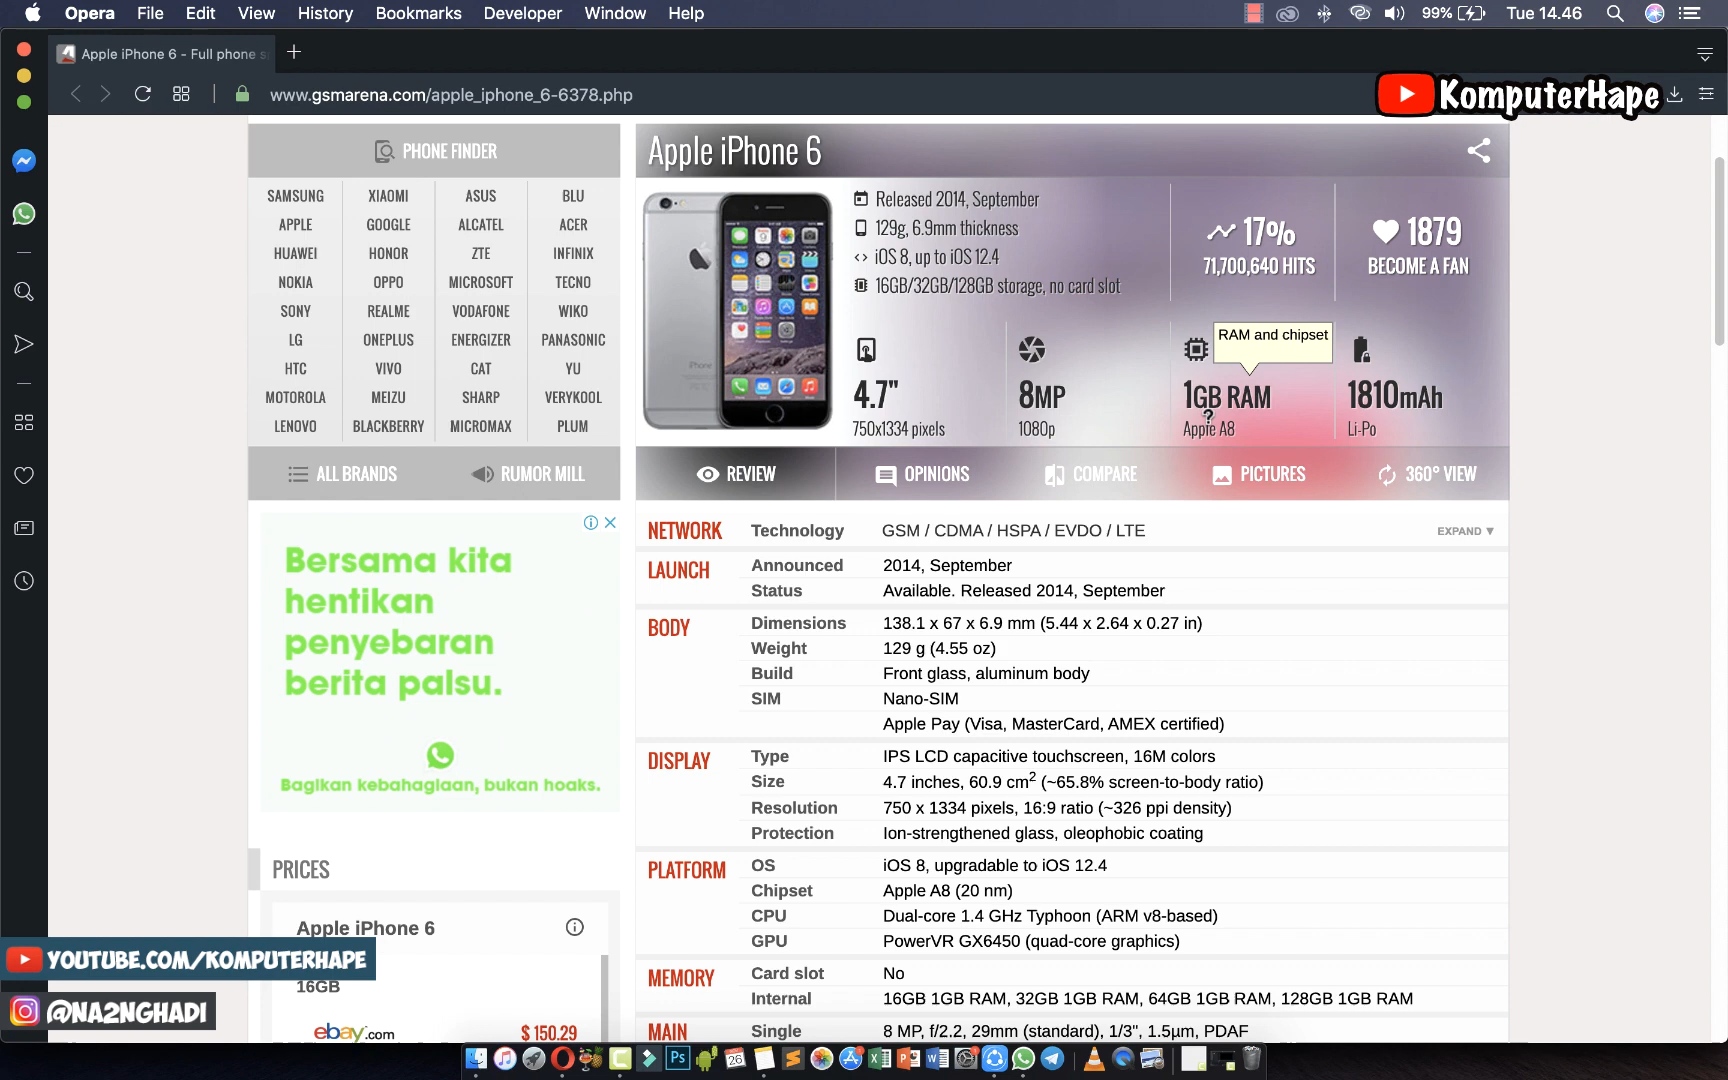 Opera File Edit View History Bookmarks Developer Window Help 99% Tue 14.46
Apple iPhone 6 - Full phone s
www.gsmarena.com/apple_iphone_6-6378.php
KomputerHape
PHONE FINDER
SAMSUNG XIAOMI ASUS BLU
APPLE GOOGLE ALCATEL ACER
HUAWEI HONOR ZTE INFINIX
NOKIA OPPO MICROSOFT TECNO
SONY REALME VODAFONE WIKO
LG ONEPLUS ENERGIZER PANASONIC
HTC VIVO CAT YU
MOTOROLA MEIZU SHARP VERYKOOL
LENOVO BLACKBERRY MICROMAX PLUM
ALL BRANDS RUMOR MILL
Apple iPhone 6
Released 2014, September
129g, 6.9mm thickness
iOS 8, up to iOS 12.4
16GB/32GB/128GB storage, no card slot
17%
71,700,640 HITS
1879
BECOME A FAN
4.7"
750x1334 pixels
8MP
1080p
RAM and chipset
1GB RAM
Apple A8
1810mAh
Li-Po
REVIEW OPINIONS COMPARE PICTURES 360° VIEW
Bersama kita
hentikan
penyebaran
berita palsu.
Bagikan kebahagiaan, bukan hoaks.
PRICES
Apple iPhone 6
16GB
ebay.com $ 150.29
NETWORK Technology GSM / CDMA / HSPA / EVDO / LTE EXPAND ▼
LAUNCH Announced 2014, September
Status Available. Released 2014, September
BODY Dimensions 138.1 x 67 x 6.9 mm (5.44 x 2.64 x 0.27 in)
Weight 129 g (4.55 oz)
Build Front glass, aluminum body
SIM Nano-SIM
Apple Pay (Visa, MasterCard, AMEX certified)
DISPLAY Type IPS LCD capacitive touchscreen, 16M colors
Size 4.7 inches, 60.9 cm2 (~65.8% screen-to-body ratio)
Resolution 750 x 1334 pixels, 16:9 ratio (~326 ppi density)
Protection Ion-strengthened glass, oleophobic coating
PLATFORM OS iOS 8, upgradable to iOS 12.4
Chipset Apple A8 (20 nm)
CPU Dual-core 1.4 GHz Typhoon (ARM v8-based)
GPU PowerVR GX6450 (quad-core graphics)
MEMORY Card slot No
Internal 16GB 1GB RAM, 32GB 1GB RAM, 64GB 1GB RAM, 128GB 1GB RAM
MAIN Single 8 MP, f/2.2, 29mm (standard), 1/3", 1.5µm, PDAF
YOUTUBE.COM/KOMPUTERHAPE
@NA2NGHADI